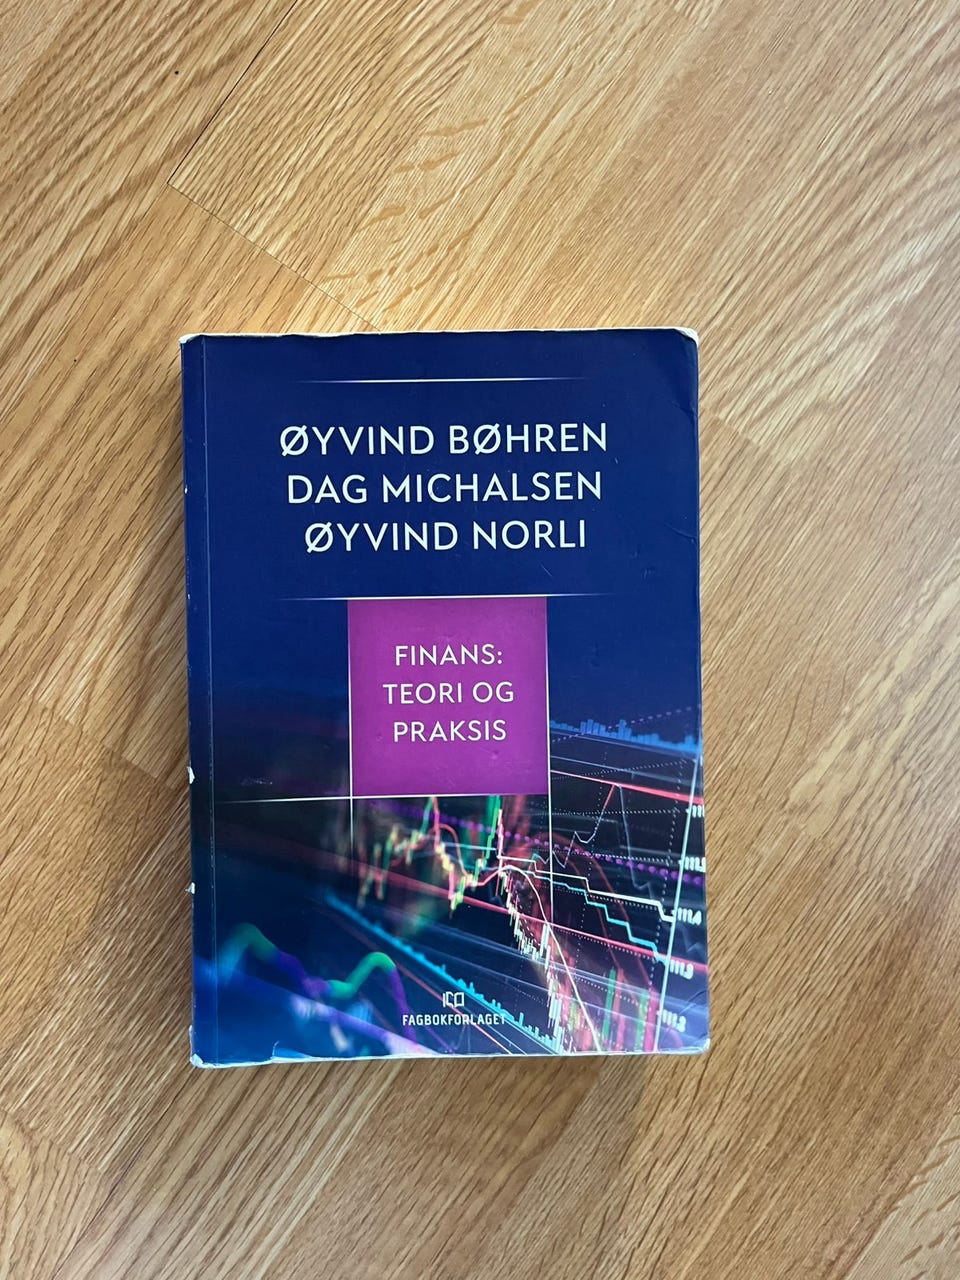 ØYVIND BØHREN
DAG MICHALSEN
ØYVIND NORLI
FINANS:
TEORI OG
PRAKSIS
FAGBOKFORLAGET